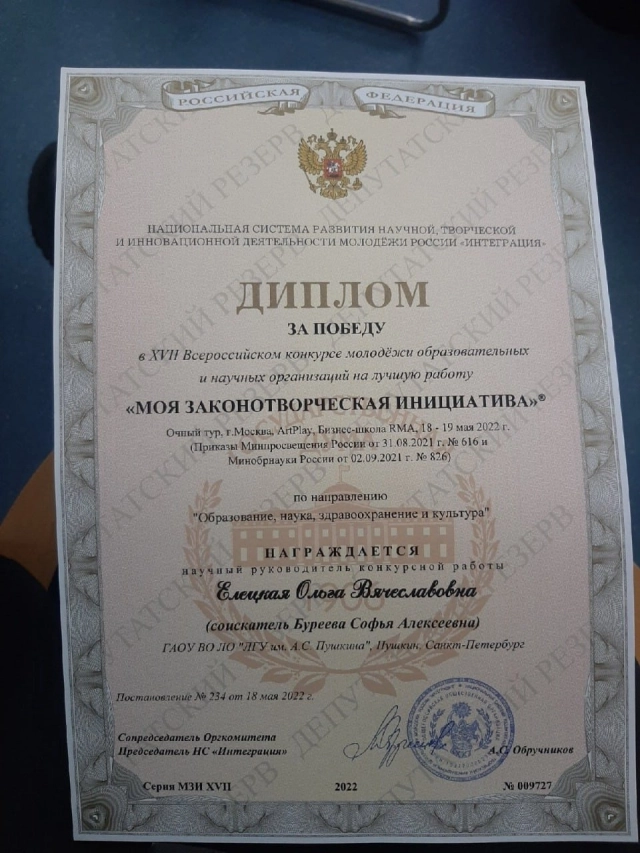 РОССИЙСКАЯ ФЕДЕРАЦИЯ
НАЦИОНАЛЬНАЯ СИСТЕМА РАЗВИТИЯ НАУЧНОЙ, ТВОРЧЕСКОЙ
И ИННОВАЦИОННОЙ ДЕЯТЕЛЬНОСТИ МОЛОДЁЖИ РОССИИ «ИНТЕГРАЦИЯ»
ДИПЛОМ
ЗА ПОБЕДУ
в XVII Всероссийском конкурсе молодёжи образовательных
и научных организаций на лучшую работу
«МОЯ ЗАКОНОТВОРЧЕСКАЯ ИНИЦИАТИВА»®
Очный тур, г.Москва, ArtPlay, Бизнес-школа RMA, 18 - 19 мая 2022 г.
(Приказы Минпросвещения России от 31.08.2021 г. № 616 и
Минобрнауки России от 02.09.2021 г. № 826)
по направлению
"Образование, наука, здравоохранение и культура"
НАГРАЖДАЕТСЯ
научный руководитель конкурсной работы
Елецкая Ольга Вячеславовна
(соискатель Буреева Софья Алексеевна)
ГАОУ ВО ЛО "ЛГУ им. А.С. Пушкина", Пушкин, Санкт-Петербург
Постановление № 234 от 18 мая 2022 г.
Сопредседатель Оргкомитета
Председатель НС «Интеграция» А.С. Обручников
Серия МЗИ XVII 2022 № 009727
ДЕПУТАТСКИЙ РЕЗЕРВ